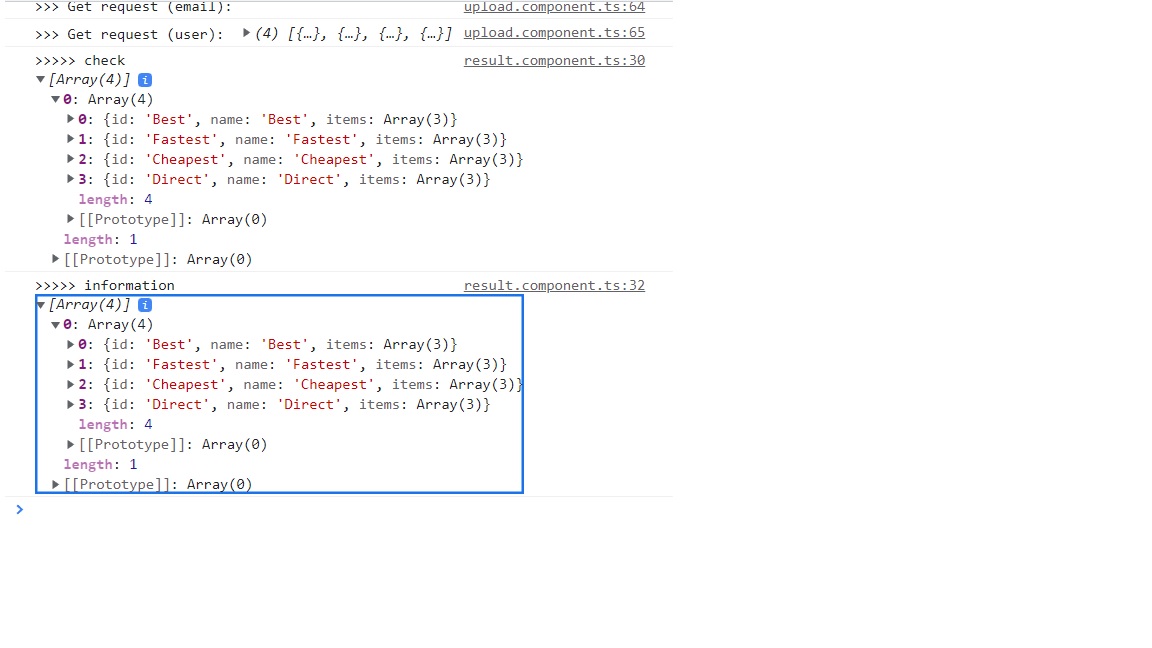 >>> Get request (email): upload.component.ts:64
>>> Get request (user): ▶(4) [{…}, {…}, {…}, {…}] upload.component.ts:65
>>>>> check result.component.ts:30
▼[Array(4)] i
▼0: Array(4)
▶0: {id: 'Best', name: 'Best', items: Array(3)}
▶1: {id: 'Fastest', name: 'Fastest', items: Array(3)}
▶2: {id: 'Cheapest', name: 'Cheapest', items: Array(3)}
▶3: {id: 'Direct', name: 'Direct', items: Array(3)}
length: 4
▶[[Prototype]]: Array(0)
length: 1
▶[[Prototype]]: Array(0)
>>>>> information result.component.ts:32
▼[Array(4)] i
▼0: Array(4)
▶0: {id: 'Best', name: 'Best', items: Array(3)}
▶1: {id: 'Fastest', name: 'Fastest', items: Array(3)}
▶2: {id: 'Cheapest', name: 'Cheapest', items: Array(3)}
▶3: {id: 'Direct', name: 'Direct', items: Array(3)}
length: 4
▶[[Prototype]]: Array(0)
length: 1
▶[[Prototype]]: Array(0)
>